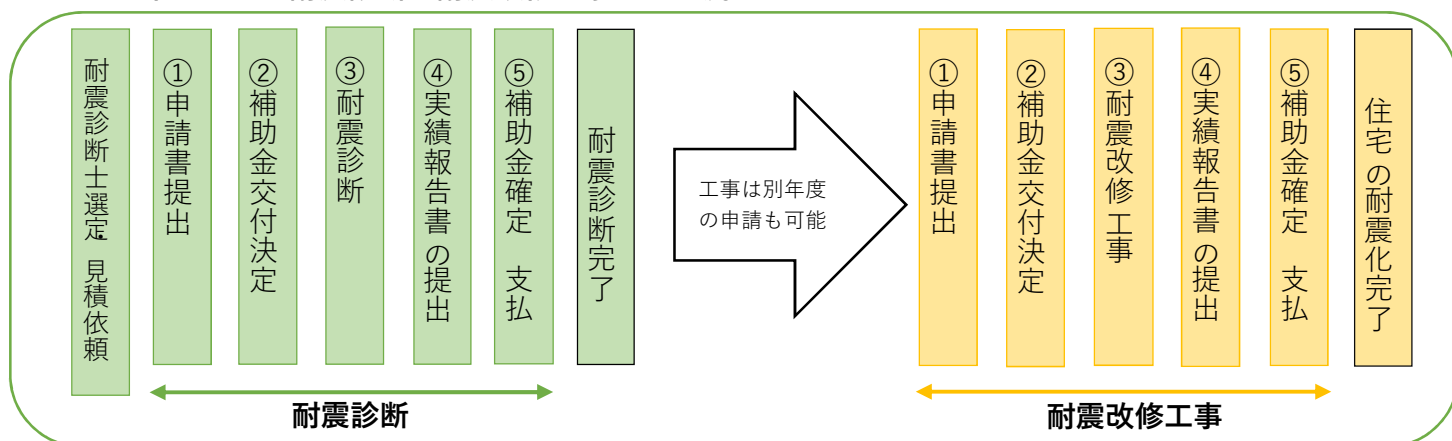 耐震診断士選定・見積依頼
①申請書提出
②補助金交付決定
③耐震診断
④実績報告書の提出
⑤補助金確定　支払
耐震診断完了
耐震診断
工事は別年度
の申請も可能
①申請書提出
②補助金交付決定
③耐震改修工事
④実績報告書の提出
⑤補助金確定　支払
住宅の耐震化完了
耐震改修工事